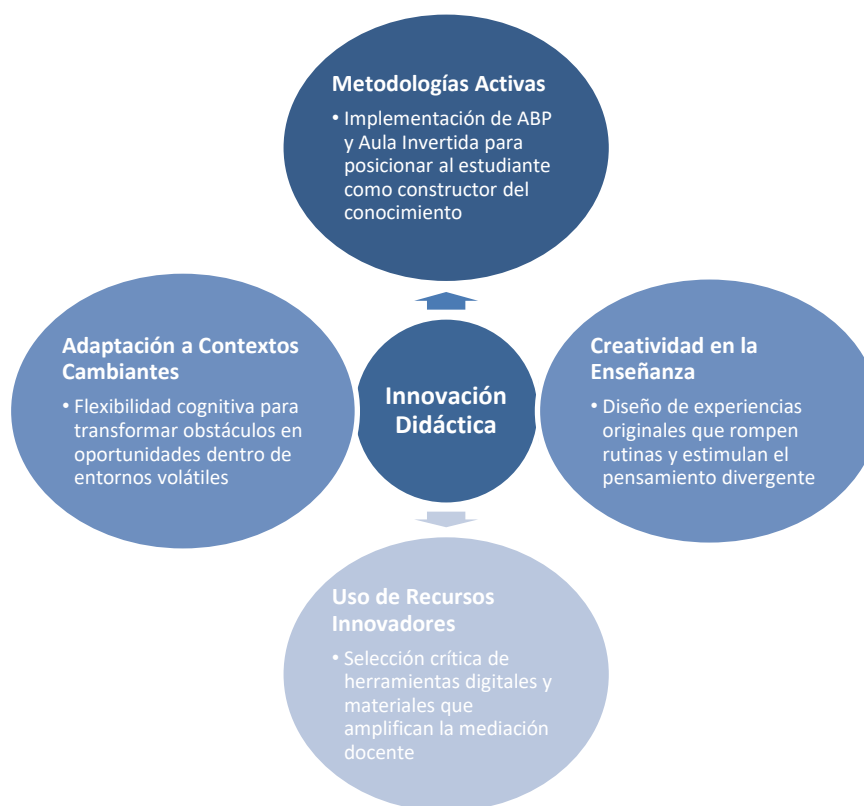 Metodologías Activas
• Implementación de ABP
y Aula Invertida para
posicionar al estudiante
como constructor del
conocimiento
Adaptación a Contextos
Cambiantes
• Flexibilidad cognitiva para
transformar obstáculos en
oportunidades dentro de
entornos volátiles
Innovación
Didáctica
Creatividad en la
Enseñanza
• Diseño de experiencias
originales que rompen
rutinas y estimulan el
pensamiento divergente
Uso de Recursos
Innovadores
• Selección crítica de
herramientas digitales y
materiales que
amplifican la mediación
docente